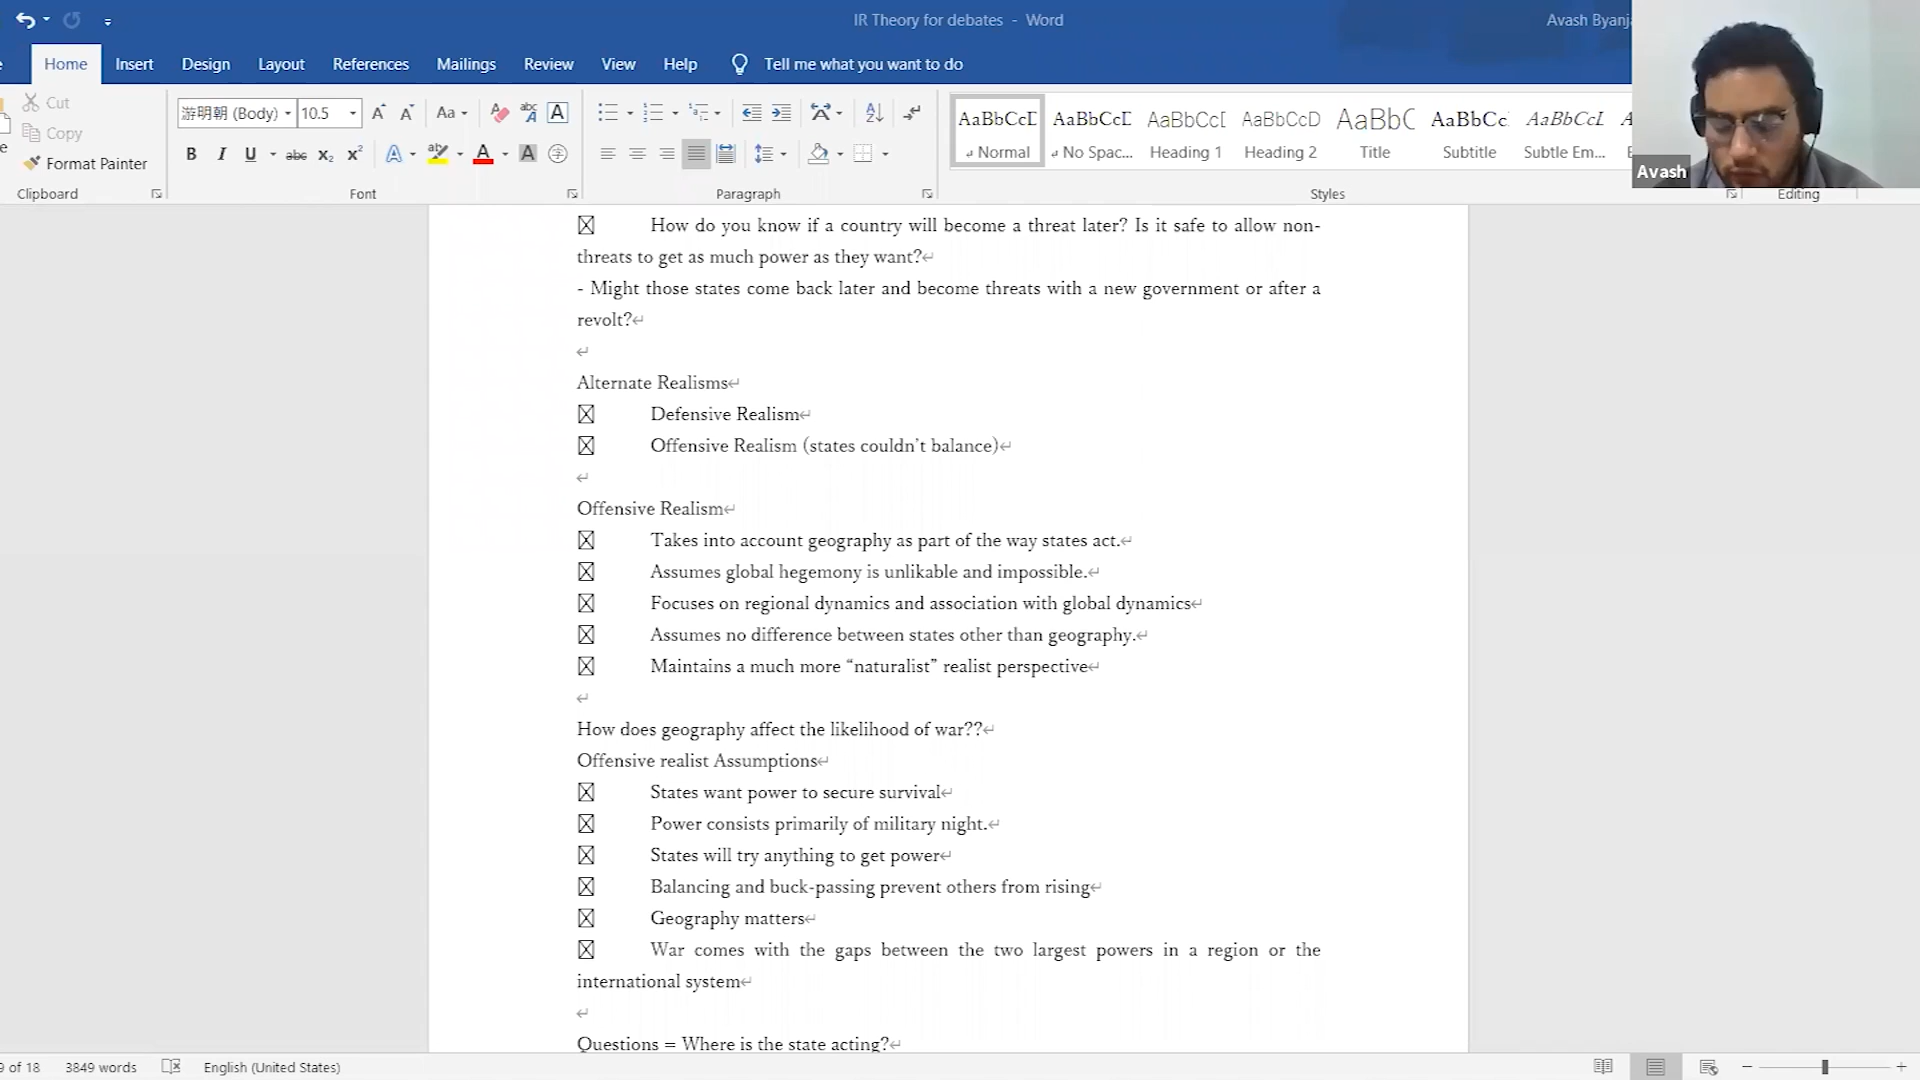 IR Theory for debates - Word
Avash Byanj
Home Insert Design Layout References Mailings Review View Help Tell me what you want to do
Cut
Copy
Format Painter
Clipboard
游明朝 (Body) 10.5
Font
Paragraph
AaBbCcD AaBbCcD AaBbCcD AaBbCcD AaBbC AaBbCc AaBbCcL
Normal No Spac... Heading 1 Heading 2 Title Subtitle Subtle Em...
Styles
Editing
Avash
How do you know if a country will become a threat later? Is it safe to allow non-
threats to get as much power as they want?
- Might those states come back later and become threats with a new government or after a
revolt?
Alternate Realisms
Defensive Realism
Offensive Realism (states couldn't balance)
Offensive Realism
Takes into account geography as part of the way states act.
Assumes global hegemony is unlikable and impossible.
Focuses on regional dynamics and association with global dynamics
Assumes no difference between states other than geography.
Maintains a much more “naturalist” realist perspective
How does geography affect the likelihood of war??
Offensive realist Assumptions
States want power to secure survival
Power consists primarily of military night.
States will try anything to get power
Balancing and buck-passing prevent others from rising
Geography matters
War comes with the gaps between the two largest powers in a region or the
international system
Questions = Where is the state acting?
9 of 18 3849 words English (United States)